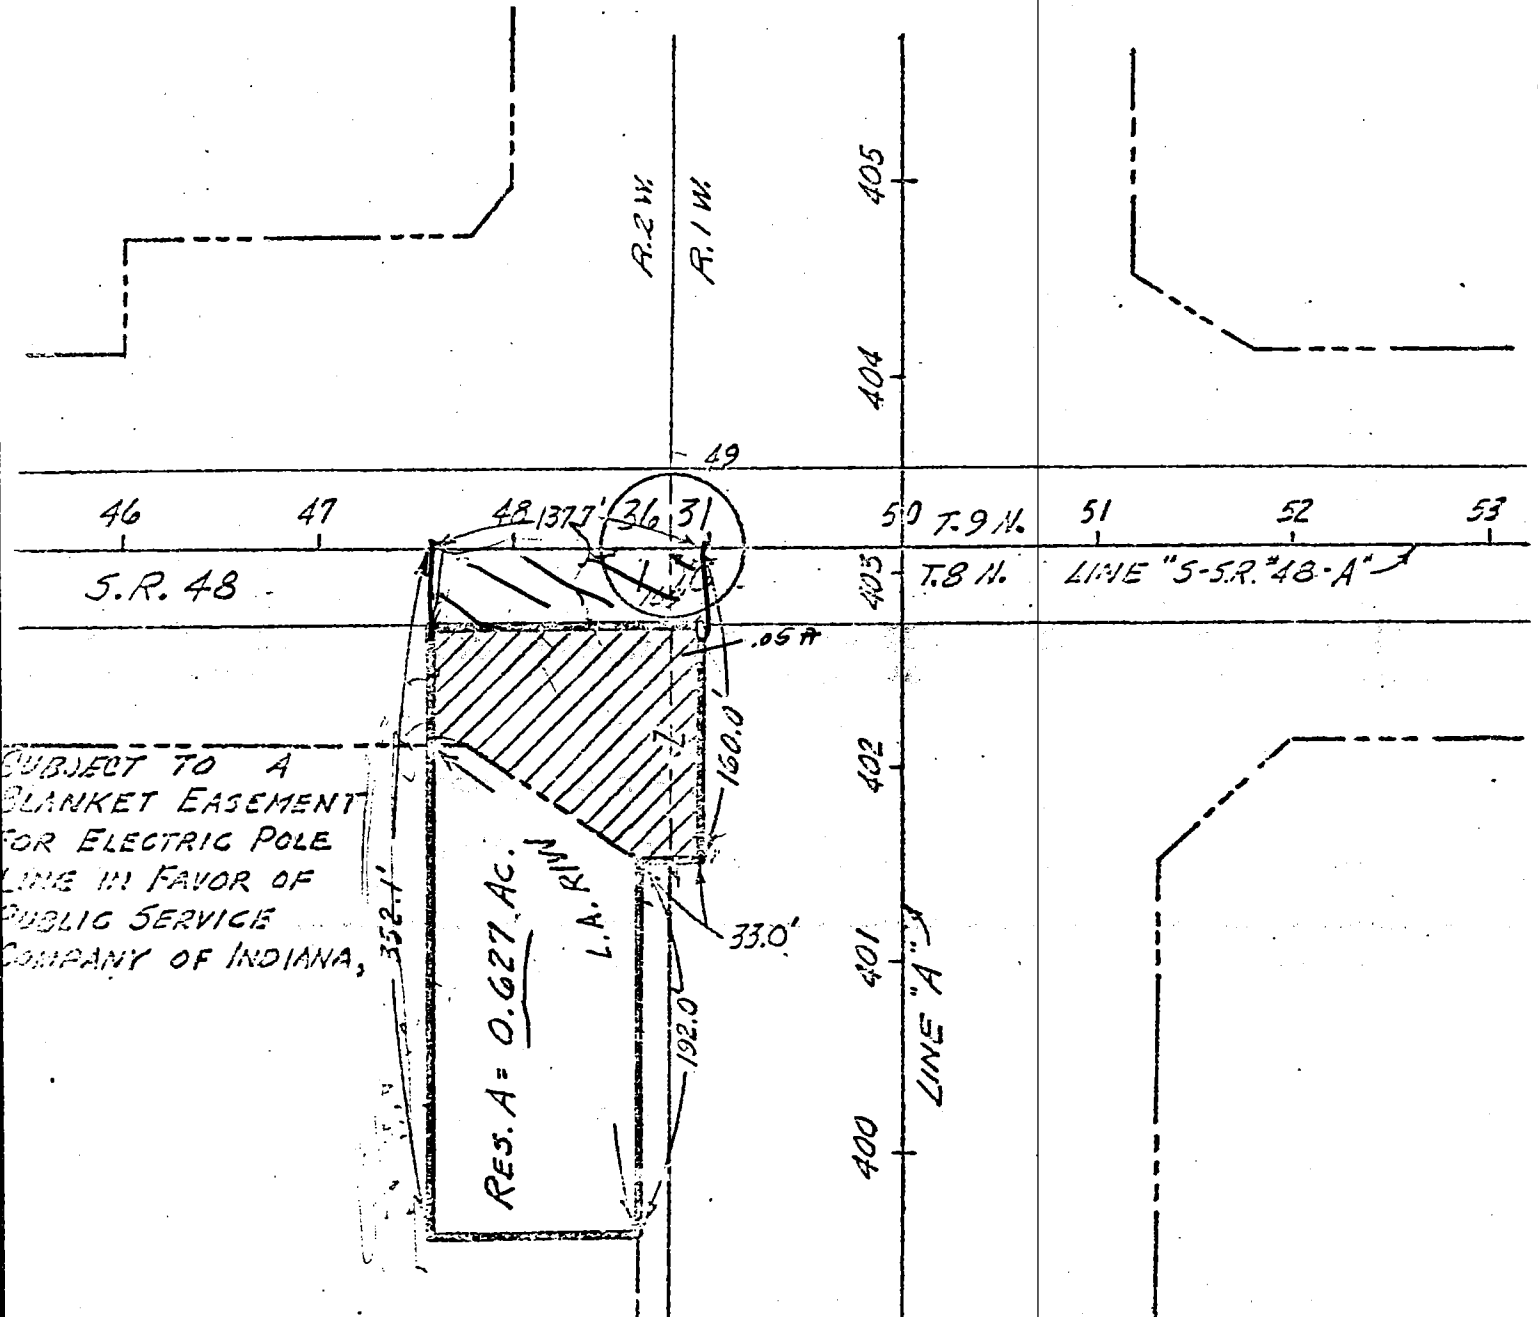 R.2 W.
R.1 W.
405
404
49
46
47
48
137.7'
36
31
50
T.9 N.
51
52
53
S.R. 48
403
T.8 N.
LINE "S-S.R.#48-A"
.05 A
160.0'
402
SUBJECT TO A
BLANKET EASEMENT
FOR ELECTRIC POLE
LINE IN FAVOR OF
PUBLIC SERVICE
COMPANY OF INDIANA,
352.1'
RES. A = 0.627 AC.
L.A. R/W
33.0'
401
LINE "A"
192.0'
400